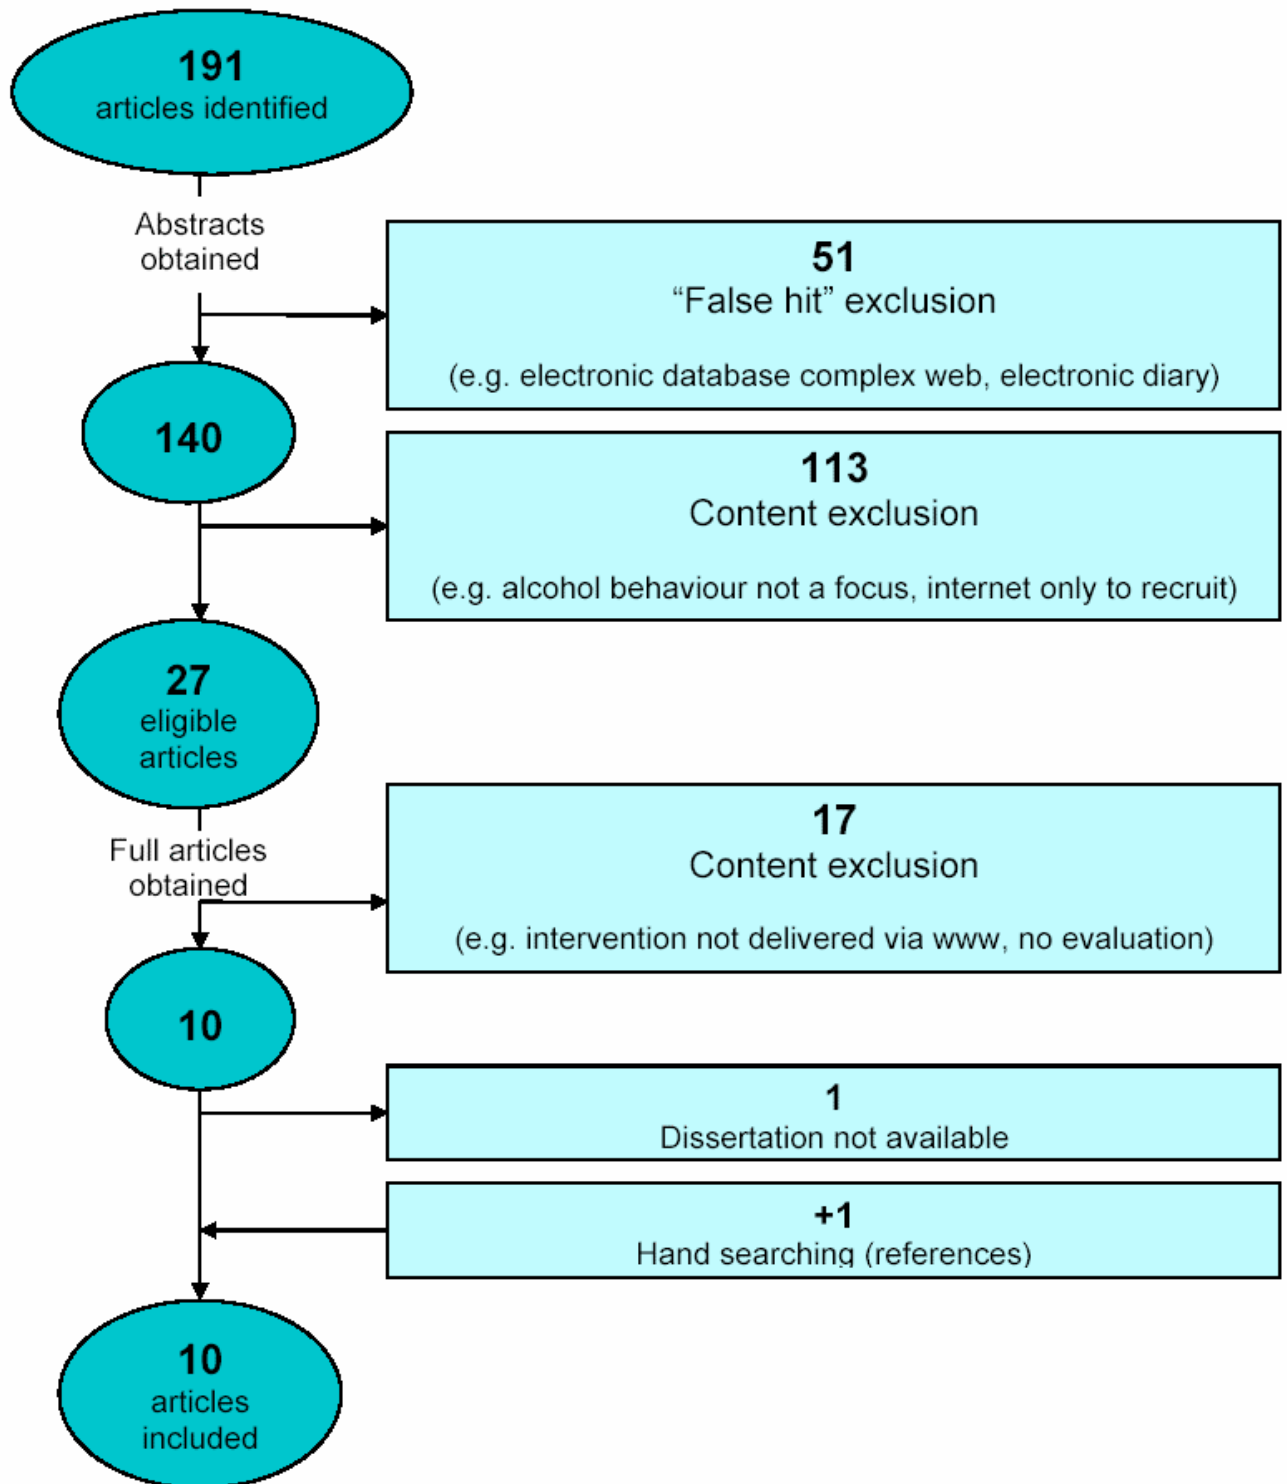 191
articles identified
Abstracts
obtained
51
“False hit” exclusion
(e.g. electronic database complex web, electronic diary)
140
113
Content exclusion
(e.g. alcohol behaviour not a focus, internet only to recruit)
27
eligible
articles
Full articles
obtained
17
Content exclusion
(e.g. intervention not delivered via www, no evaluation)
10
1
Dissertation not available
+1
Hand searching (references)
10
articles
included